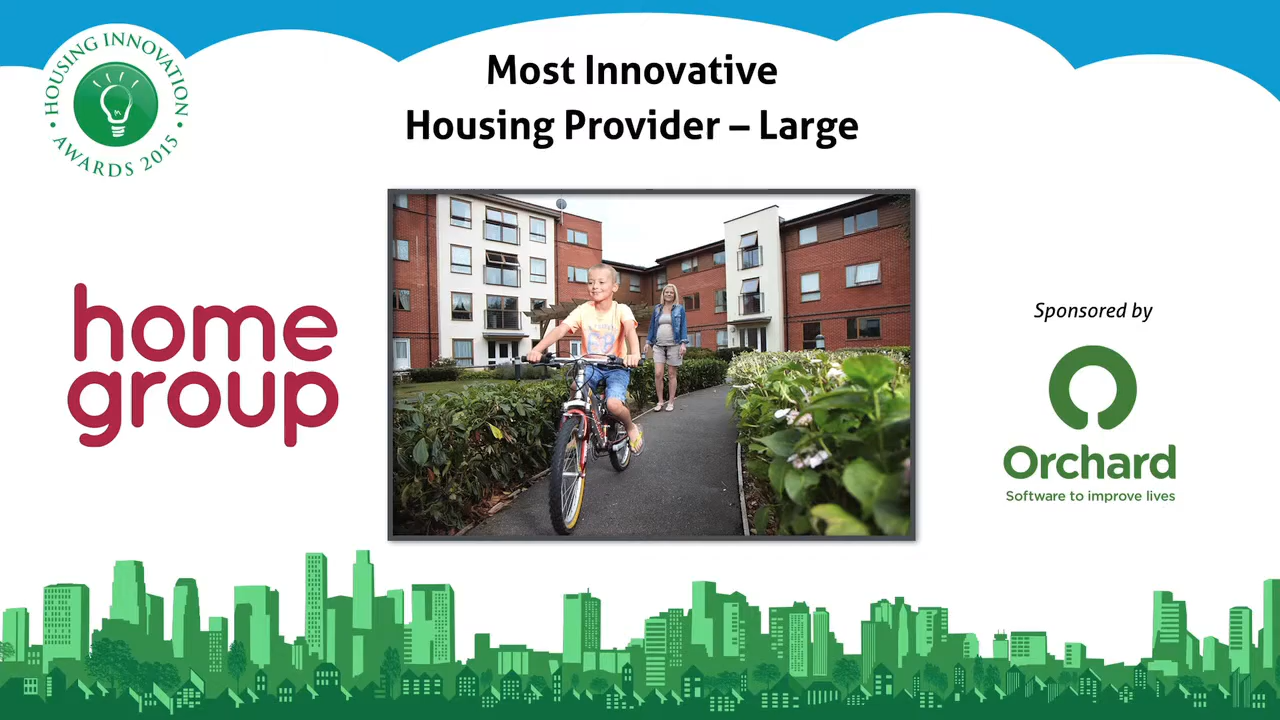 HOUSING INNOVATION
AWARDS 2015
Most Innovative
Housing Provider – Large
home
group
Sponsored by
Orchard
Software to improve lives